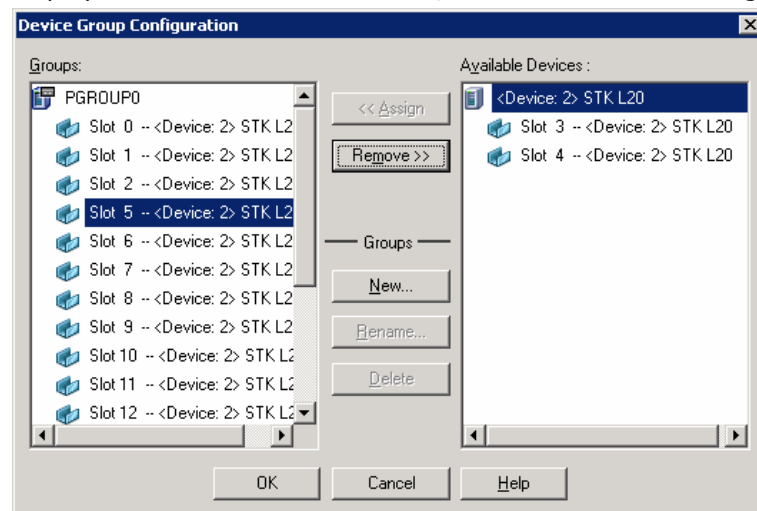 Device Group Configuration
Groups:
PGROUP0
Slot 0 -- <Device: 2> STK L2
Slot 1 -- <Device: 2> STK L2
Slot 2 -- <Device: 2> STK L2
Slot 5 -- <Device: 2> STK L2
Slot 6 -- <Device: 2> STK L2
Slot 7 -- <Device: 2> STK L2
Slot 8 -- <Device: 2> STK L2
Slot 9 -- <Device: 2> STK L2
Slot 10 -- <Device: 2> STK L2
Slot 11 -- <Device: 2> STK L2
Slot 12 -- <Device: 2> STK L2
<< Assign
Remove >>
Groups
New...
Rename...
Delete
Available Devices :
<Device: 2> STK L20
Slot 3 -- <Device: 2> STK L20
Slot 4 -- <Device: 2> STK L20
OK
Cancel
Help